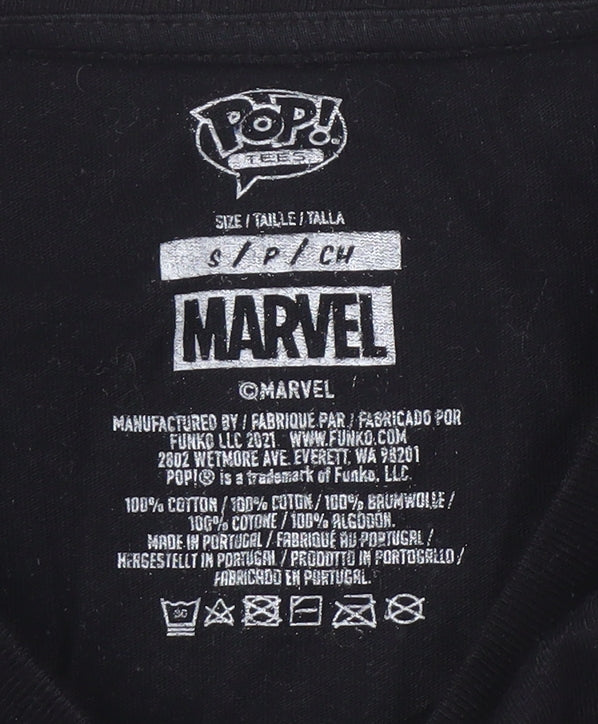 POP!
TEES
SIZE / TAILLE / TALLA
S / P / CH
MARVEL
©MARVEL
MANUFACTURED BY / FABRIQUÉ PAR / FABRICADO POR
FUNKO LLC 2021 WWW.FUNKO.COM
2802 WETMORE AVE. EVERETT, WA 98201
POP!® is a trademark of Funko, LLC.
100% COTTON / 100% COTON / 100% BAUMWOLLE /
100% COTONE / 100% ALGODÓN.
MADE IN PORTUGAL / FABRIQUÉ AU PORTUGAL /
HERGESTELLT IN PORTUGAL / PRODOTTO IN PORTOGALLO /
FABRICADO EN PORTUGAL.
30